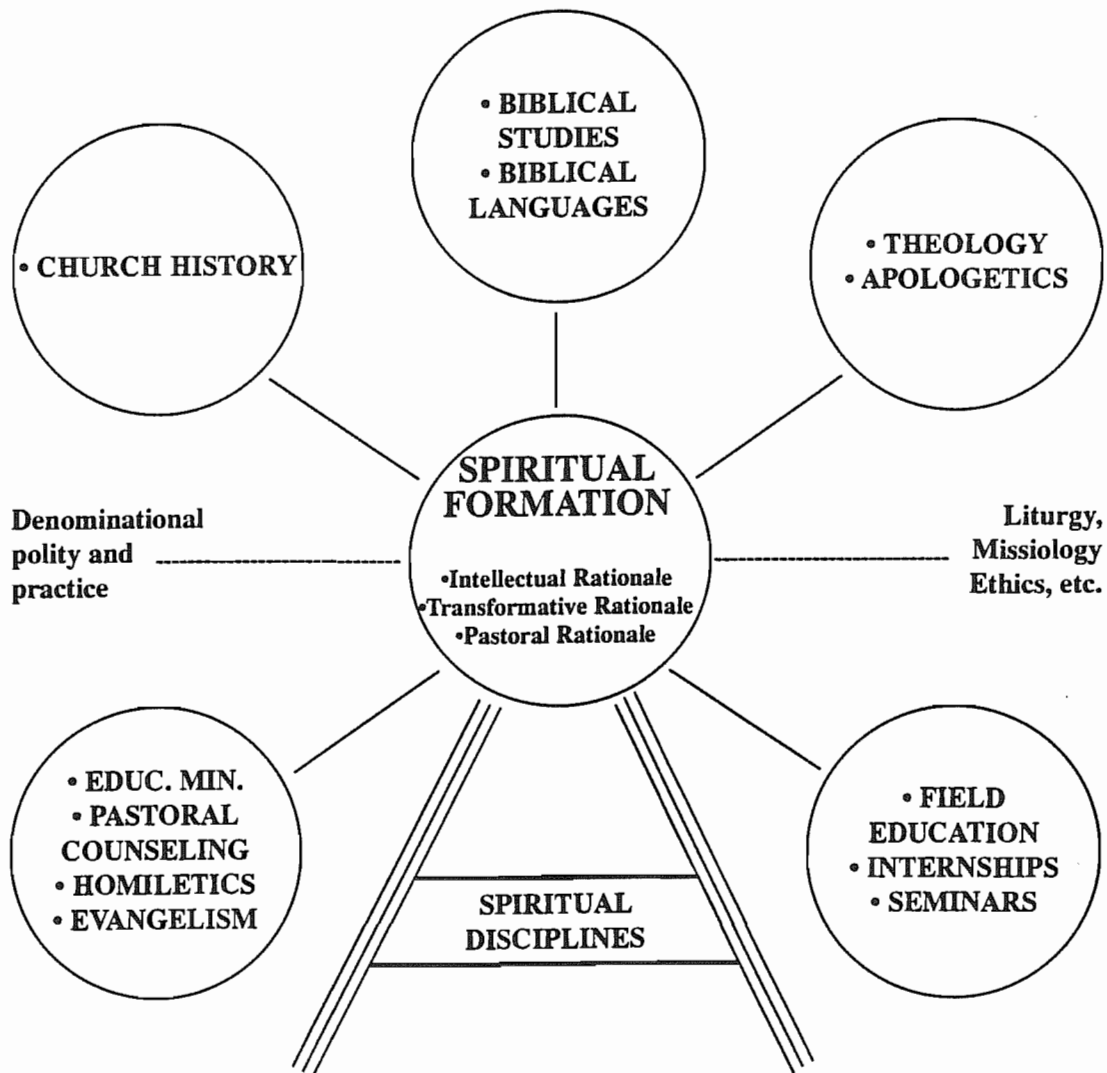 • BIBLICAL
STUDIES
• BIBLICAL
LANGUAGES
• CHURCH HISTORY
• THEOLOGY
• APOLOGETICS
SPIRITUAL
FORMATION
•Intellectual Rationale
•Transformative Rationale
•Pastoral Rationale
Denominational
polity and
practice
Liturgy,
Missiology
Ethics, etc.
• EDUC. MIN.
• PASTORAL
COUNSELING
• HOMILETICS
• EVANGELISM
SPIRITUAL
DISCIPLINES
• FIELD
EDUCATION
• INTERNSHIPS
• SEMINARS